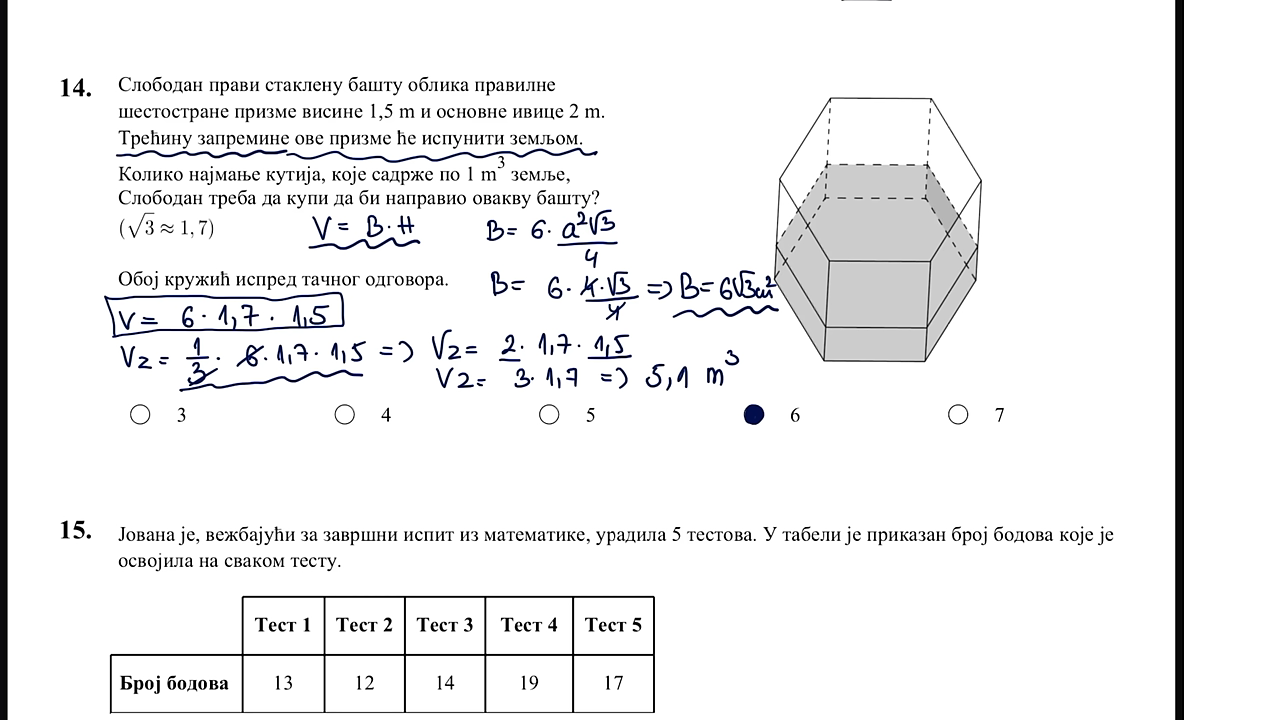 14. Слободан прави стаклену башту облика правилне
шестостране призме висине 1,5 m и основне ивице 2 m.
Трећину запремине ове призме ће испунити земљом.
Колико најмање кутија, које садрже по 1 m³ земље,
Слободан треба да купи да би направио овакву башту?
(√3 ≈ 1, 7)
V = B · H
B = 6 · a²√3/4
Обој кружић испред тачног одговора.
B = 6 · 4·√3/4 => B = 6√3 cm²
V = 6 · 1,7 · 1,5
Vz = 1/3 · 6 · 1,7 · 1,5 => Vz = 2 · 1,7 · 1,5
Vz = 3 · 1,7 => 5,1 m³
3 4 5 6 7
15. Јована је, вежбајући за завршни испит из математике, урадила 5 тестова. У табели је приказан број бодова које је
освојила на сваком тесту.
Тест 1 Тест 2 Тест 3 Тест 4 Тест 5
Број бодова 13 12 14 19 17